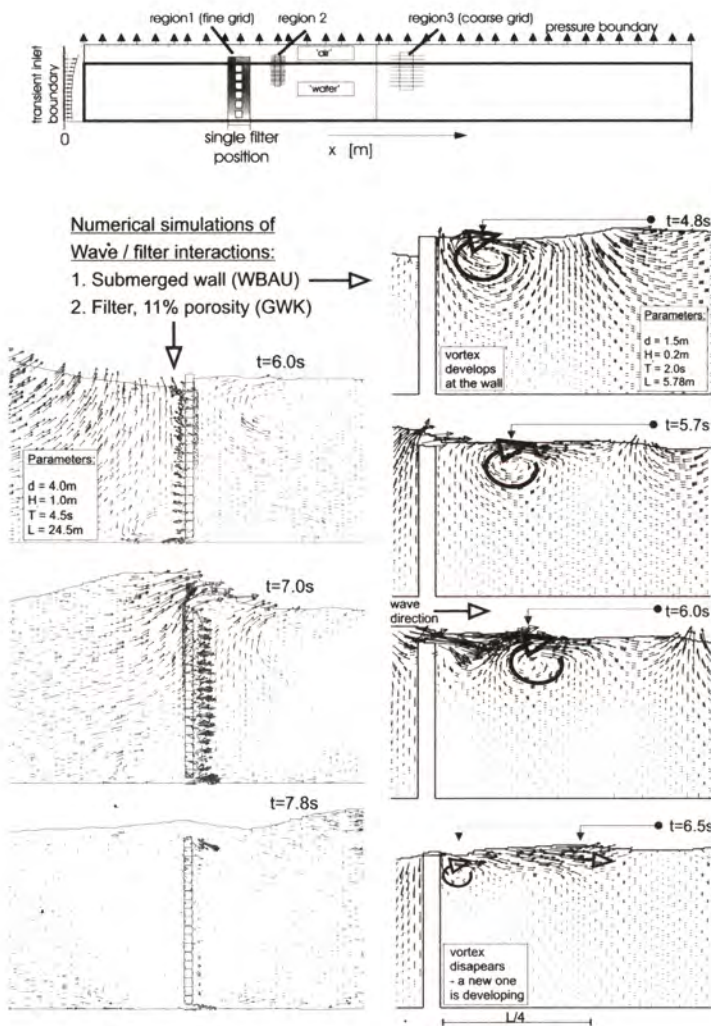 region1 (fine grid)
region 2
region3 (coarse grid)
pressure boundary
transient inlet
boundary
'air'
'water'
0
single filter
position
x [m]
Numerical simulations of
Wave / filter interactions:
1. Submerged wall (WBAU)
2. Filter, 11% porosity (GWK)
t=6.0s
Parameters:
d = 4.0m
H = 1.0m
T = 4.5s
L = 24.5m
t=7.0s
t=7.8s
t=4.8s
vortex
develops
at the wall
Parameters:
d = 1.5m
H = 0.2m
T = 2.0s
L = 5.78m
t=5.7s
wave
direction
t=6.0s
t=6.5s
vortex
disapears
- a new one
is developing
L/4